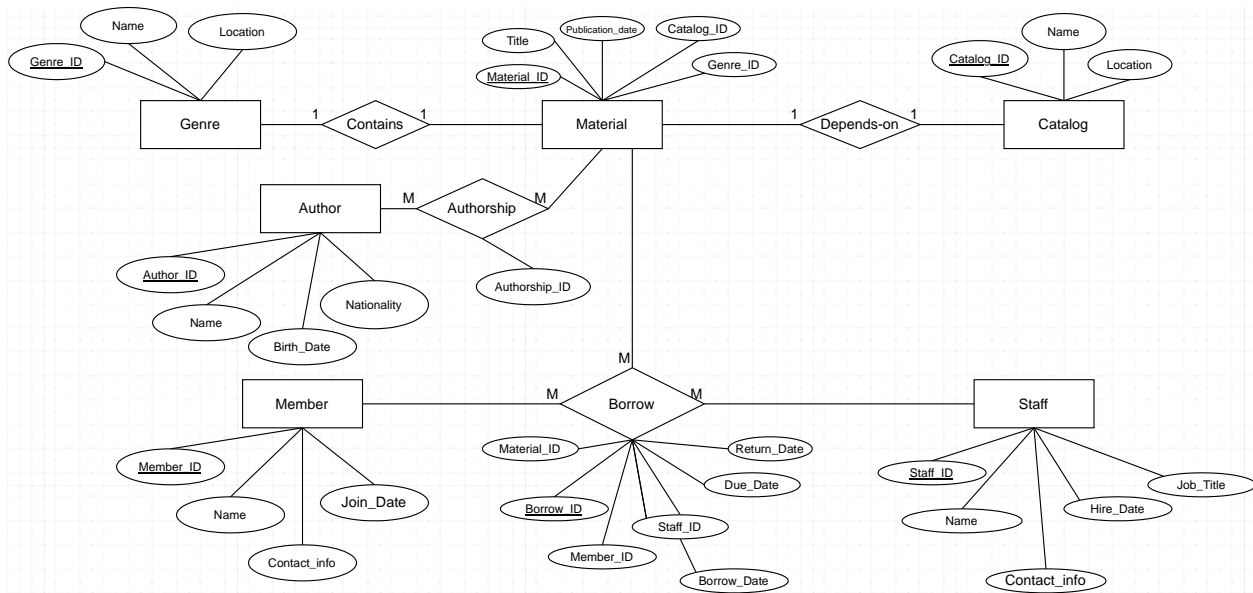 Name
Location
Genre_ID
Genre
1
Contains
1
Title
Publication_date
Catalog_ID
Material_ID
Genre_ID
Material
1
Depends-on
1
Name
Catalog_ID
Location
Catalog
Author
M
Authorship
M
Authorship_ID
Author_ID
Name
Birth_Date
Nationality
M
Member
M
Borrow
M
Staff
Member_ID
Name
Contact_info
Join_Date
Material_ID
Return_Date
Borrow_ID
Due_Date
Member_ID
Staff_ID
Borrow_Date
Staff_ID
Name
Contact_info
Hire_Date
Job_Title